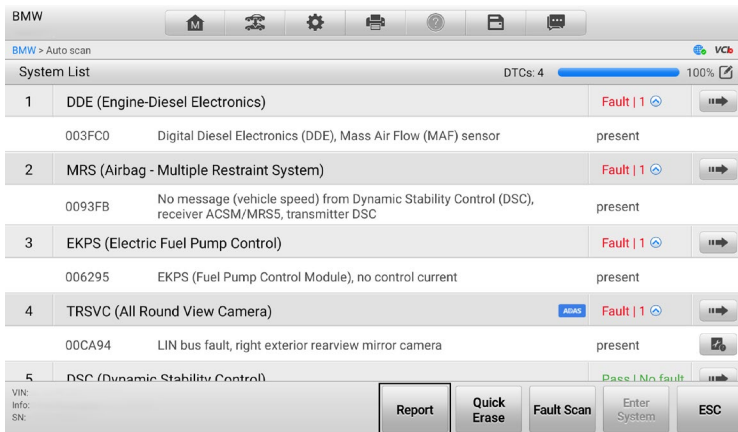 BMW
M
?
BMW > Auto scan
VCI
System List DTCs: 4 100%
1 DDE (Engine-Diesel Electronics) Fault | 1
003FC0 Digital Diesel Electronics (DDE), Mass Air Flow (MAF) sensor present
2 MRS (Airbag - Multiple Restraint System) Fault | 1
0093FB No message (vehicle speed) from Dynamic Stability Control (DSC),
receiver ACSM/MRS5, transmitter DSC present
3 EKPS (Electric Fuel Pump Control) Fault | 1
006295 EKPS (Fuel Pump Control Module), no control current present
4 TRSVC (All Round View Camera) ADAS Fault | 1
00CA94 LIN bus fault, right exterior rearview mirror camera present
5 DSC (Dynamic Stability Control) Pass | No fault
VIN:
Info:
SN:
Report
Quick
Erase
Fault Scan
Enter
System
ESC